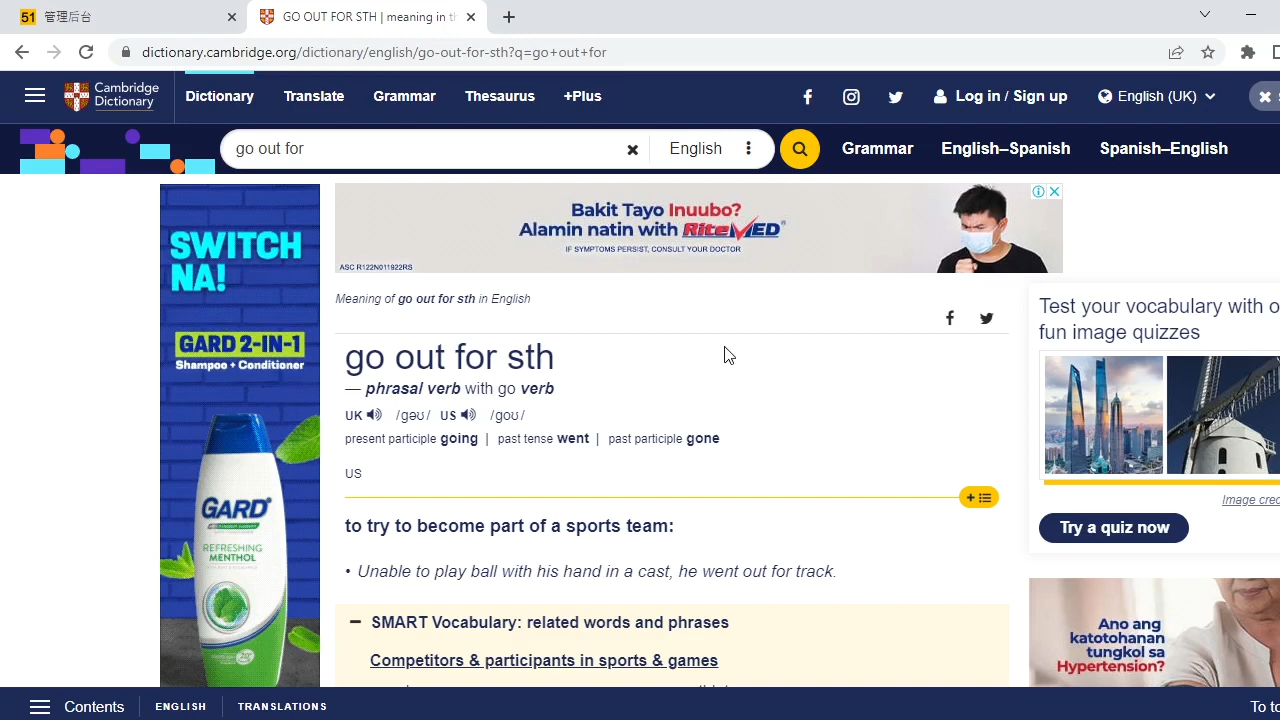 51 管理后台
GO OUT FOR STH | meaning in th
dictionary.cambridge.org/dictionary/english/go-out-for-sth?q=go+out+for
Cambridge
Dictionary
Dictionary Translate Grammar Thesaurus +Plus
Log in / Sign up English (UK)
go out for English
Grammar English–Spanish Spanish–English
SWITCH
NA!
GARD 2-IN-1
Shampoo + Conditioner
GARD
REFRESHING
MENTHOL
Bakit Tayo Inuubo?
Alamin natin with RiteMED®
IF SYMPTOMS PERSIST, CONSULT YOUR DOCTOR
ASC R122N011922RS
Meaning of go out for sth in English
go out for sth
— phrasal verb with go verb
UK /ɡəʊ/ US /ɡoʊ/
present participle going | past tense went | past participle gone
US
to try to become part of a sports team:
• Unable to play ball with his hand in a cast, he went out for track.
– SMART Vocabulary: related words and phrases
Competitors & participants in sports & games
Test your vocabulary with o
fun image quizzes
Image cred
Try a quiz now
Ano ang
katotohanan
tungkol sa
Hypertension?
Contents ENGLISH TRANSLATIONS
To to